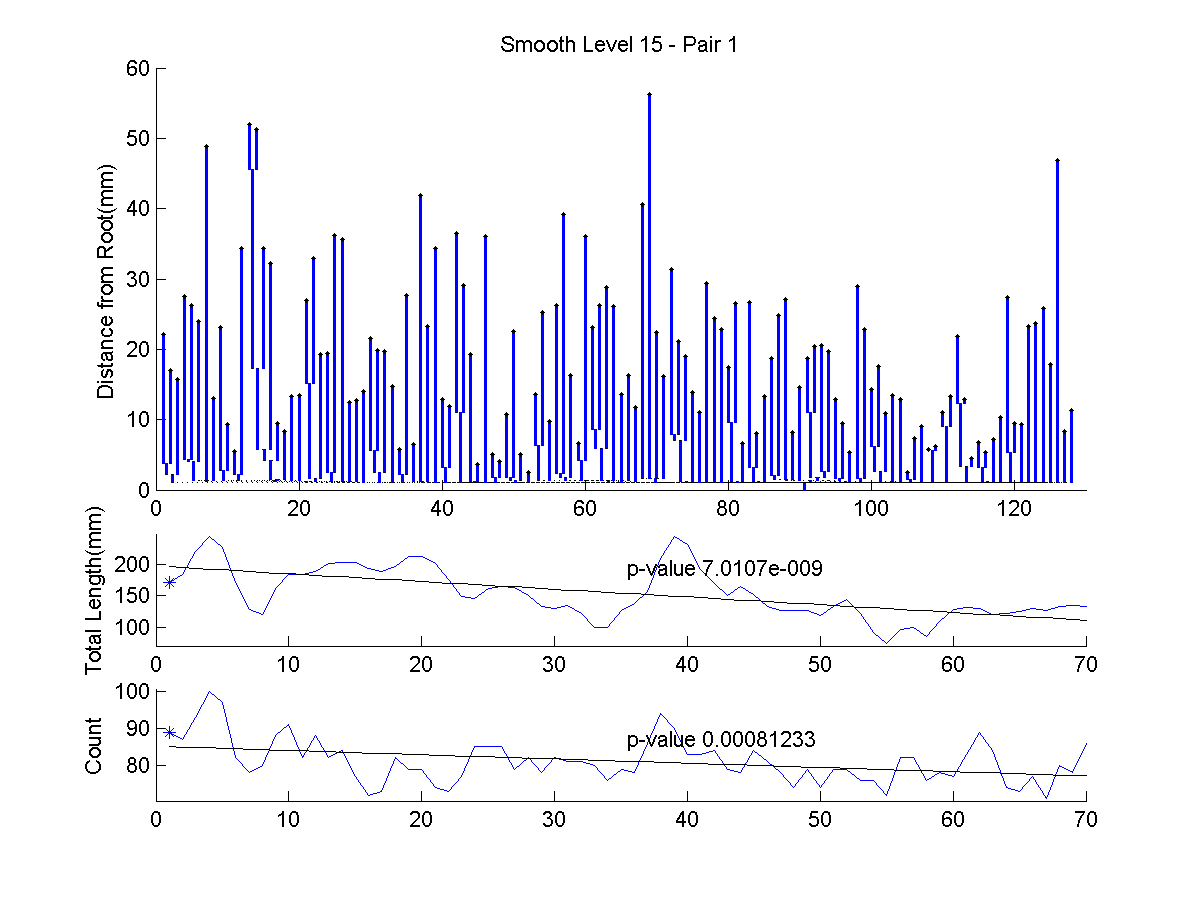 Smooth Level 15 - Pair 1
Distance from Root(mm)
60
50
40
30
20
10
0
0 20 40 60 80 100 120
Total Length(mm)
200
150
100
p-value 7.0107e-009
0 10 20 30 40 50 60 70
Count
100
90
80
p-value 0.00081233
0 10 20 30 40 50 60 70